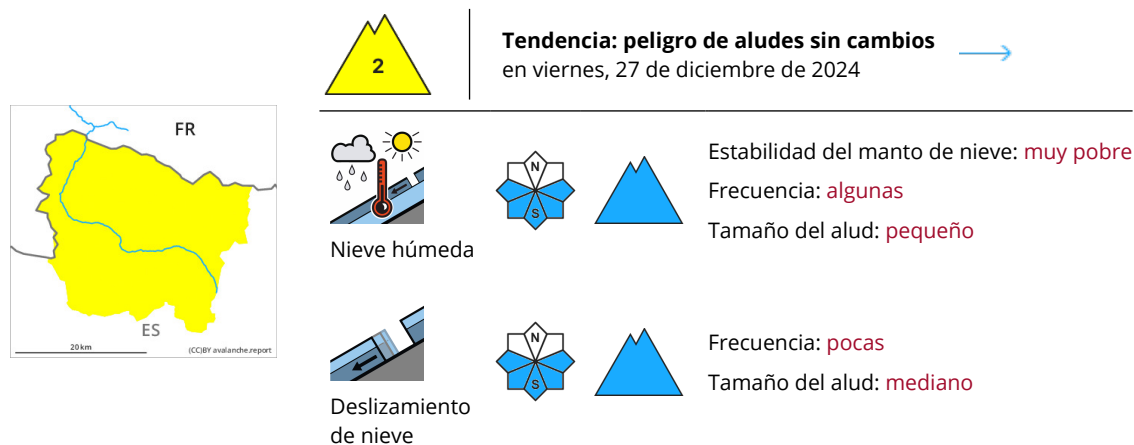 2
Tendencia: peligro de aludes sin cambios
en viernes, 27 de diciembre de 2024
FR
ES
20 km
(CC)BY avalanche.report
N
S
Nieve húmeda
Estabilidad del manto de nieve: muy pobre
Frecuencia: algunas
Tamaño del alud: pequeño
N
S
Deslizamiento
de nieve
Frecuencia: pocas
Tamaño del alud: mediano